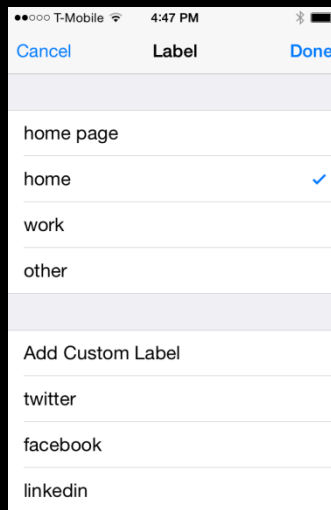 T-Mobile 4:47 PM
Cancel Label Done
home page
home
work
other
Add Custom Label
twitter
facebook
linkedin